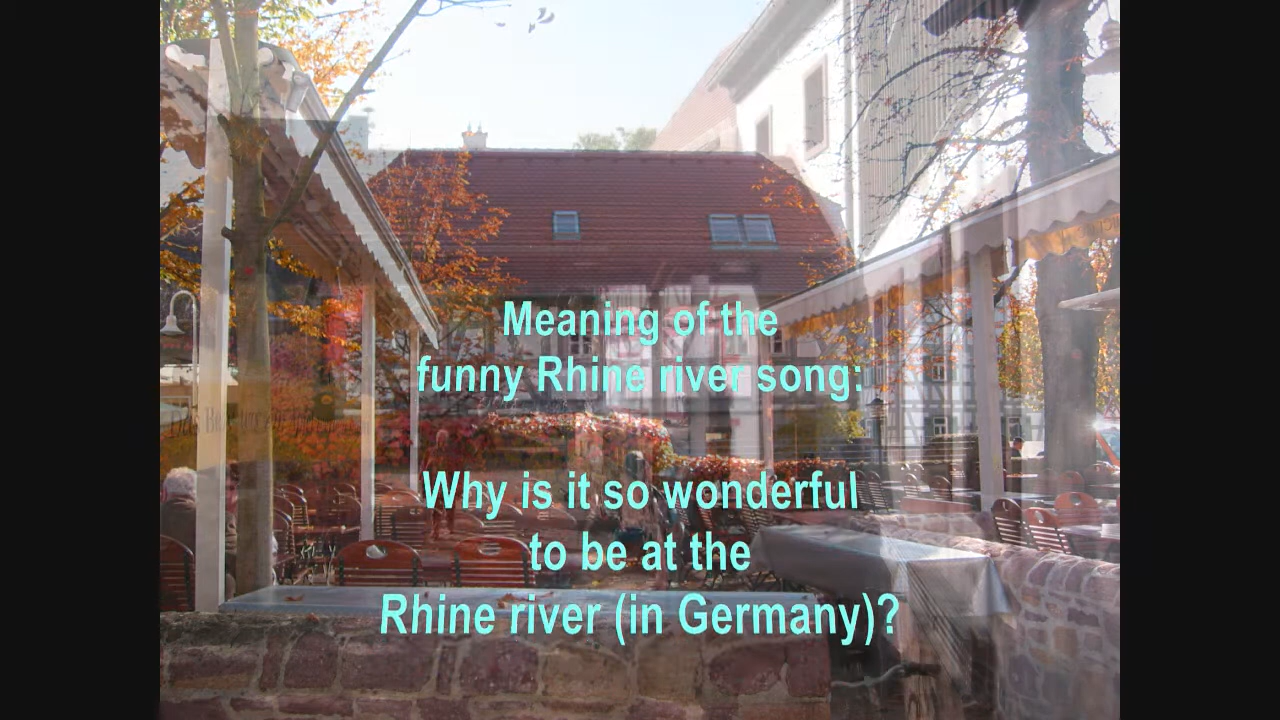 Meaning of the
funny Rhine river song:
Why is it so wonderful
to be at the
Rhine river (in Germany)?